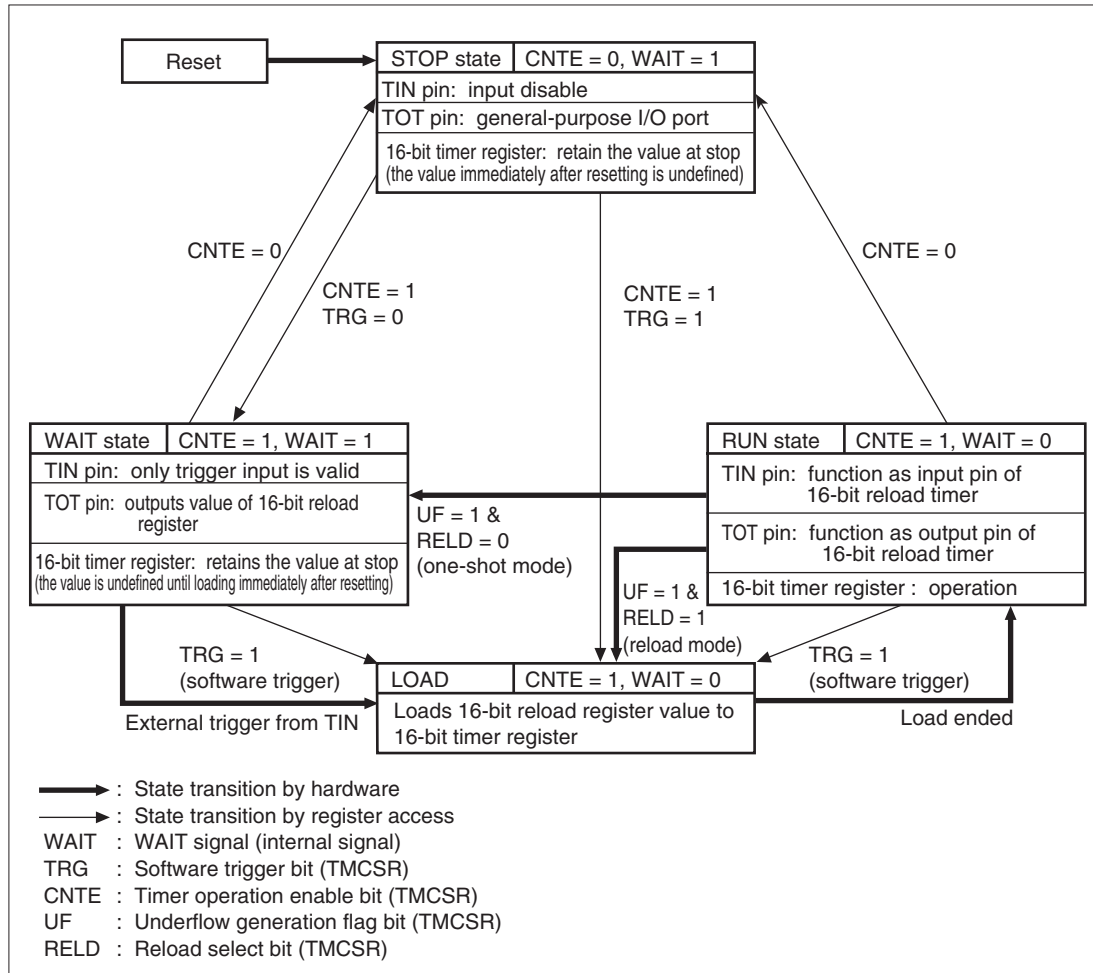 Reset
STOP state CNTE = 0, WAIT = 1
TIN pin: input disable
TOT pin: general-purpose I/O port
16-bit timer register: retain the value at stop
(the value immediately after resetting is undefined)
CNTE = 0
CNTE = 1
TRG = 0
CNTE = 1
TRG = 1
CNTE = 0
WAIT state CNTE = 1, WAIT = 1
TIN pin: only trigger input is valid
TOT pin: outputs value of 16-bit reload
register
16-bit timer register: retains the value at stop
(the value is undefined until loading immediately after resetting)
UF = 1 &
RELD = 0
(one-shot mode)
RUN state CNTE = 1, WAIT = 0
TIN pin: function as input pin of
16-bit reload timer
TOT pin: function as output pin of
16-bit reload timer
16-bit timer register : operation
UF = 1 &
RELD = 1
(reload mode)
TRG = 1
(software trigger)
External trigger from TIN
LOAD CNTE = 1, WAIT = 0
Loads 16-bit reload register value to
16-bit timer register
TRG = 1
(software trigger)
Load ended
: State transition by hardware
: State transition by register access
WAIT : WAIT signal (internal signal)
TRG : Software trigger bit (TMCSR)
CNTE : Timer operation enable bit (TMCSR)
UF : Underflow generation flag bit (TMCSR)
RELD : Reload select bit (TMCSR)